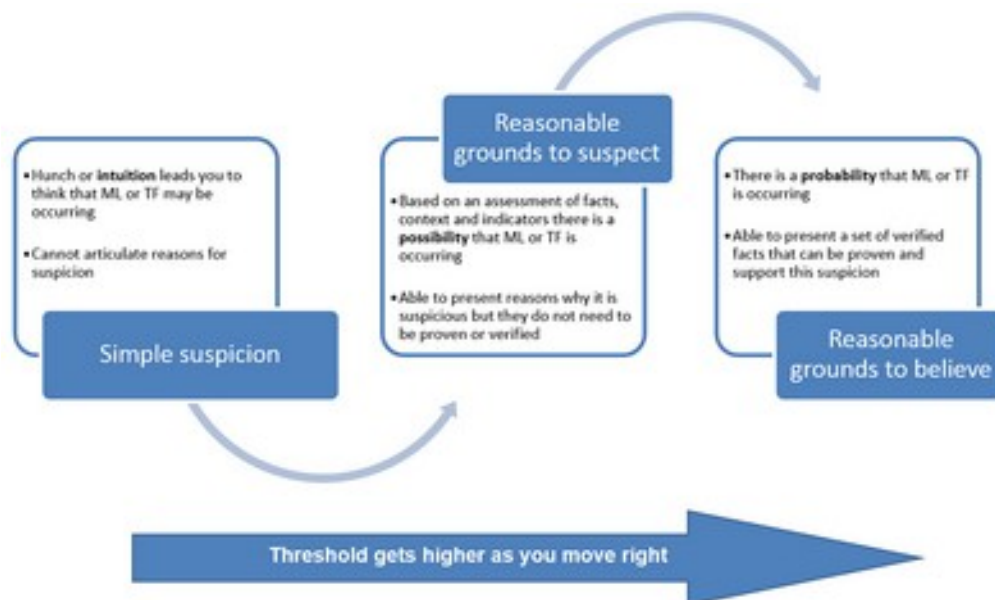 • Hunch or intuition leads you to
think that ML or TF may be
occurring
• Cannot articulate reasons for
suspicion
Simple suspicion
Reasonable
grounds to suspect
• Based on an assessment of facts,
context and indicators there is a
possibility that ML or TF is
occurring
• Able to present reasons why it is
suspicious but they do not need to
be proven or verified
• There is a probability that ML or TF
is occurring
• Able to present a set of verified
facts that can be proven and
support this suspicion
Reasonable
grounds to believe
Threshold gets higher as you move right